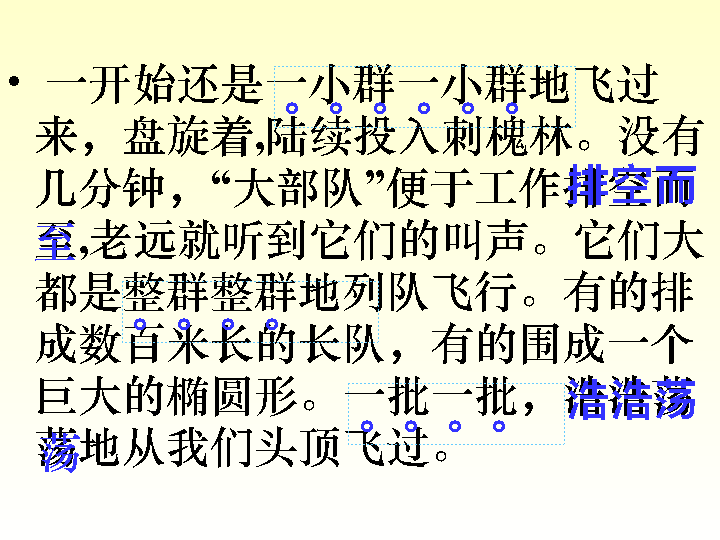 • 一开始还是一小群一小群地飞过
来，盘旋着,陆续投入刺槐林。没有
几分钟，“大部队”便于工作排空而
至,老远就听到它们的叫声。它们大
都是整群整群地列队飞行。有的排
成数百米长的长队，有的围成一个
巨大的椭圆形。一批一批，浩浩荡
荡地从我们头顶飞过。